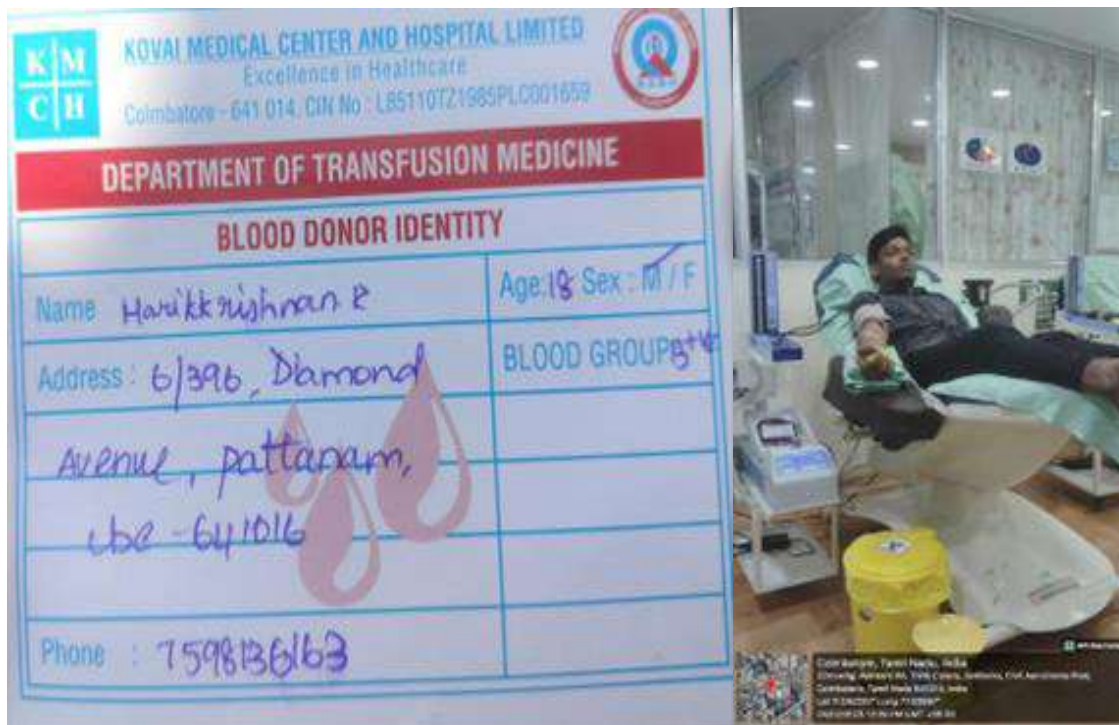 K M
C H
KOVAI MEDICAL CENTER AND HOSPITAL LIMITED
Excellence in Healthcare
Coimbatore - 641 014. CIN No : L85110TZ1985PLC001659
DEPARTMENT OF TRANSFUSION MEDICINE
BLOOD DONOR IDENTITY
Name Harikkrishnan R
Age: 18 Sex : M / F
Address : 6/396, Diamond
BLOOD GROUP B+ve
Avenue, pattanam,
cbe - 641016
Phone : 7598136163
Coimbatore, Tamil Nadu, India